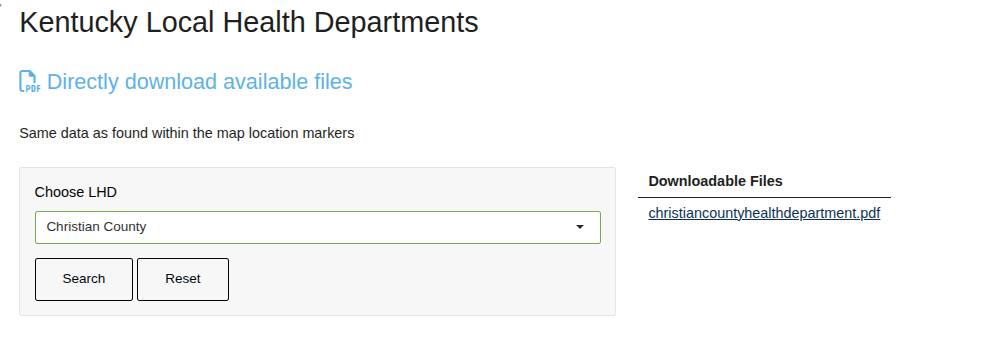 Kentucky Local Health Departments
PDF Directly download available files
Same data as found within the map location markers
Choose LHD
Christian County
Search Reset
Downloadable Files
christiancountyhealthdepartment.pdf